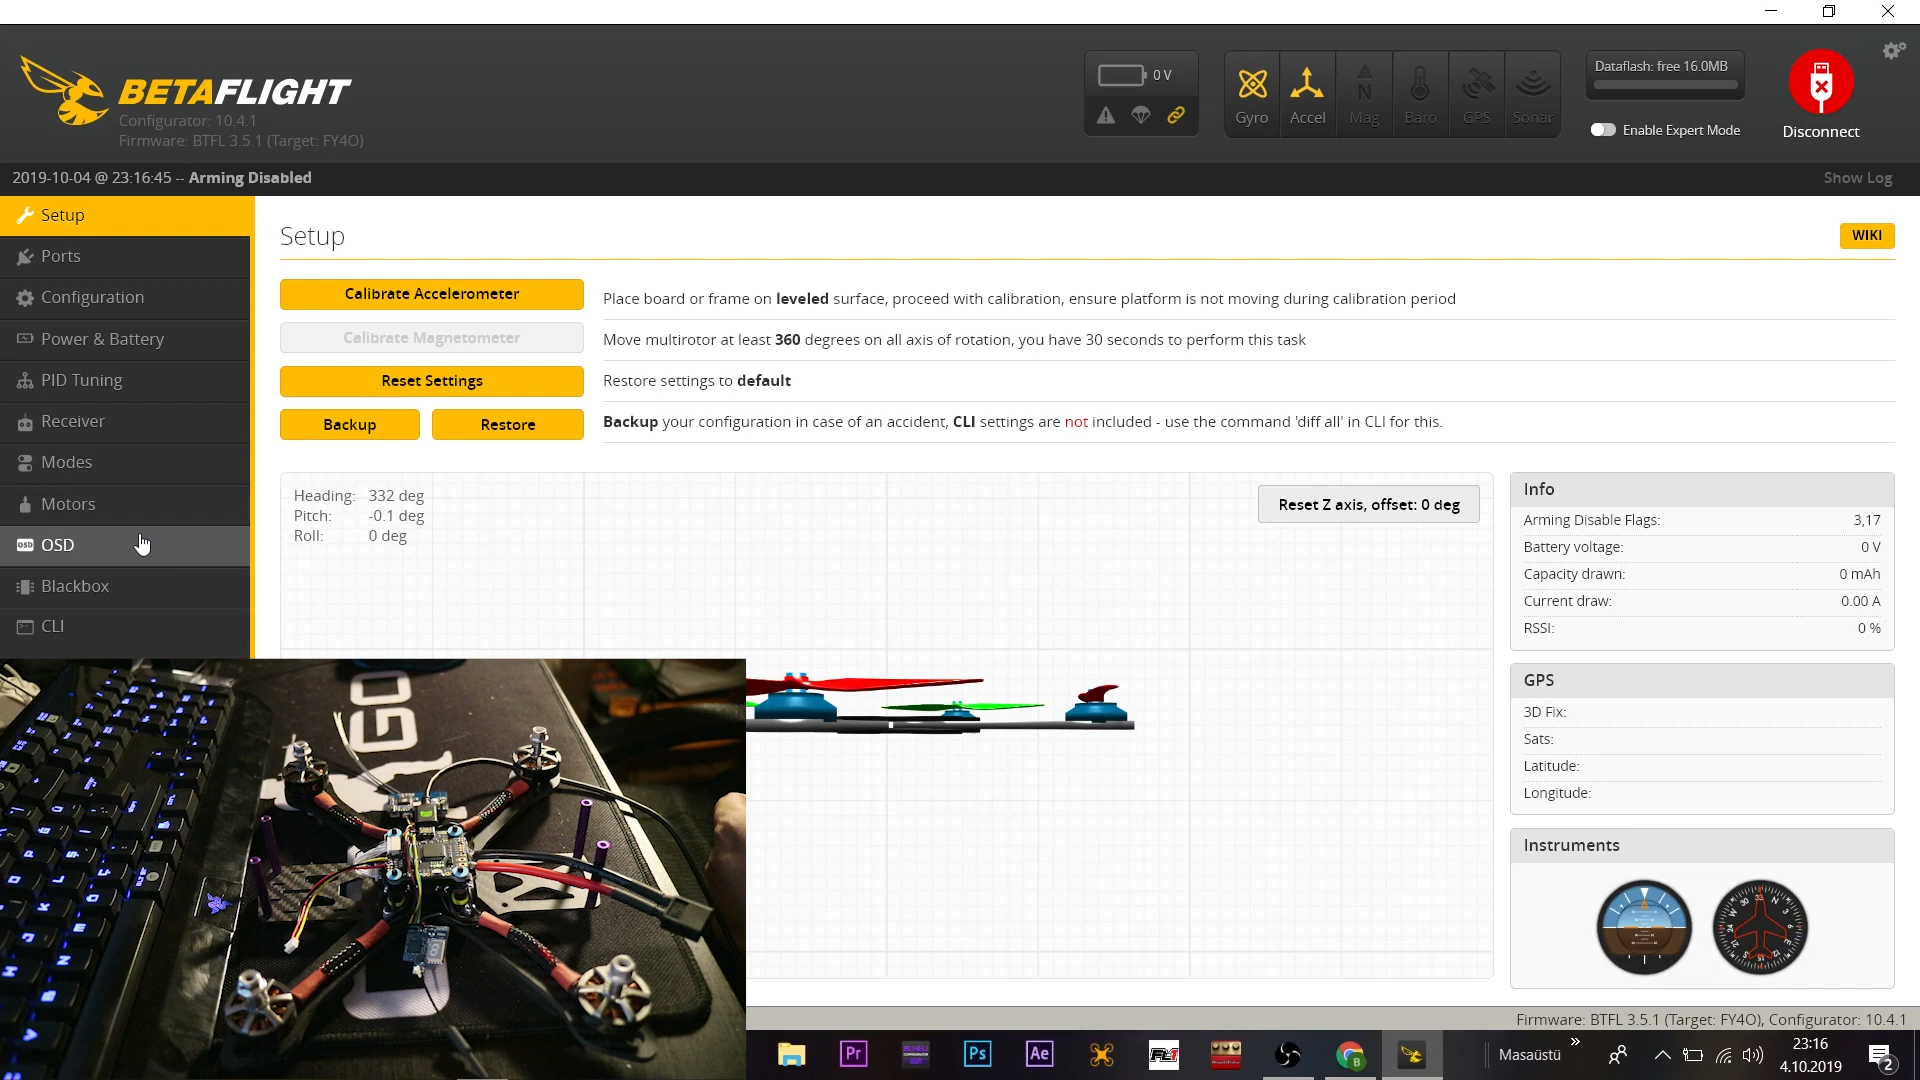 BETAFLIGHT
Configurator: 10.4.1
Firmware: BTFL 3.5.1 (Target: FY4O)
0 V
Gyro
Accel
Mag
Baro
GPS
Sonar
Dataflash: free 16.0MB
Enable Expert Mode
Disconnect
2019-10-04 @ 23:16:45 -- Arming Disabled
Show Log
Setup
Ports
Configuration
Power & Battery
PID Tuning
Receiver
Modes
Motors
OSD
OSD
Blackbox
CLI
Setup
WIKI
Calibrate Accelerometer
Place board or frame on leveled surface, proceed with calibration, ensure platform is not moving during calibration period
Calibrate Magnetometer
Move multirotor at least 360 degrees on all axis of rotation, you have 30 seconds to perform this task
Reset Settings
Restore settings to default
Backup
Restore
Backup your configuration in case of an accident, CLI settings are not included - use the command 'diff all' in CLI for this.
Heading: 332 deg
Pitch: -0.1 deg
Roll: 0 deg
Reset Z axis, offset: 0 deg
Info
Arming Disable Flags: 3,17
Battery voltage: 0 V
Capacity drawn: 0 mAh
Current draw: 0.00 A
RSSI: 0 %
GPS
3D Fix:
Sats:
Latitude:
Longitude:
Instruments
Firmware: BTFL 3.5.1 (Target: FY4O), Configurator: 10.4.1
Pr
Ps
Ae
Masaüstü
23:16
4.10.2019
2